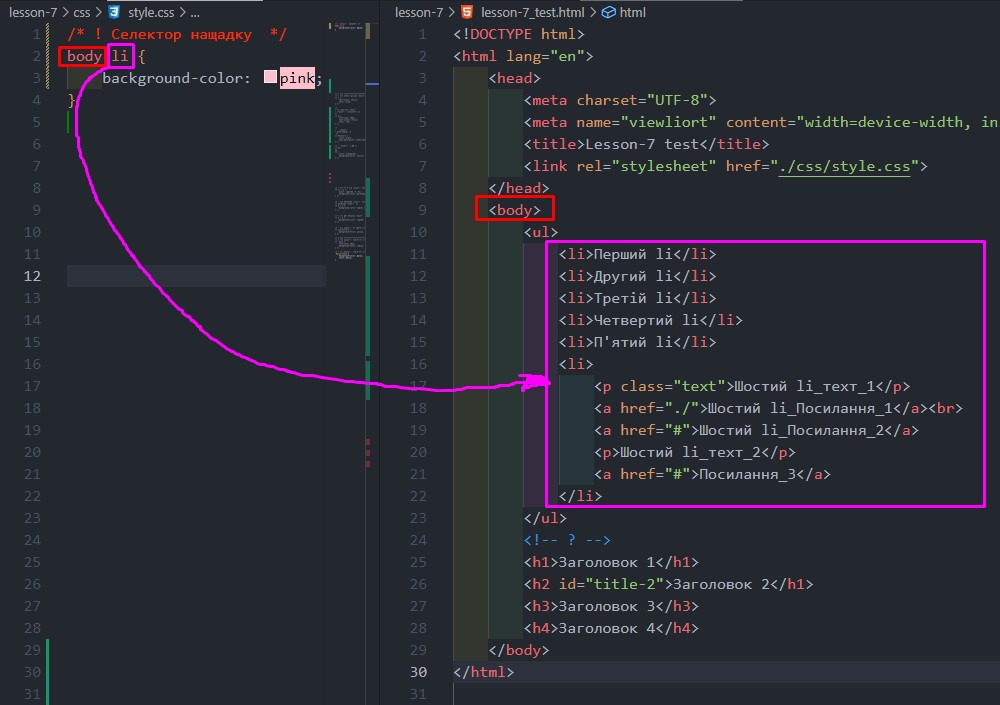 lesson-7 > css > style.css > ...
1 /* ! Селектор нащадку */
2 body li {
3 background-color: pink;
4 }
5
6
7
8
9
10
11
12
13
14
15
16
17
18
19
20
21
22
23
24
25
26
27
28
29
30
31
lesson-7 > lesson-7_test.html > html
1 <!DOCTYPE html>
2 <html lang="en">
3 <head>
4 <meta charset="UTF-8">
5 <meta name="viewliort" content="width=device-width, in
6 <title>Lesson-7 test</title>
7 <link rel="stylesheet" href="./css/style.css">
8 </head>
9 <body>
10 <ul>
11 <li>Перший li</li>
12 <li>Другий li</li>
13 <li>Третій li</li>
14 <li>Четвертий li</li>
15 <li>П'ятий li</li>
16 <li>
17 <p class="text">Шостий li_текст_1</p>
18 <a href="./">Шостий li_Посилання_1</a><br>
19 <a href="#">Шостий li_Посилання_2</a>
20 <p>Шостий li_текст_2</p>
21 <a href="#">Посилання_3</a>
22 </li>
23 </ul>
24 <!-- ? -->
25 <h1>Заголовок 1</h1>
26 <h2 id="title-2">Заголовок 2</h1>
27 <h3>Заголовок 3</h3>
28 <h4>Заголовок 4</h4>
29 </body>
30 </html>
31